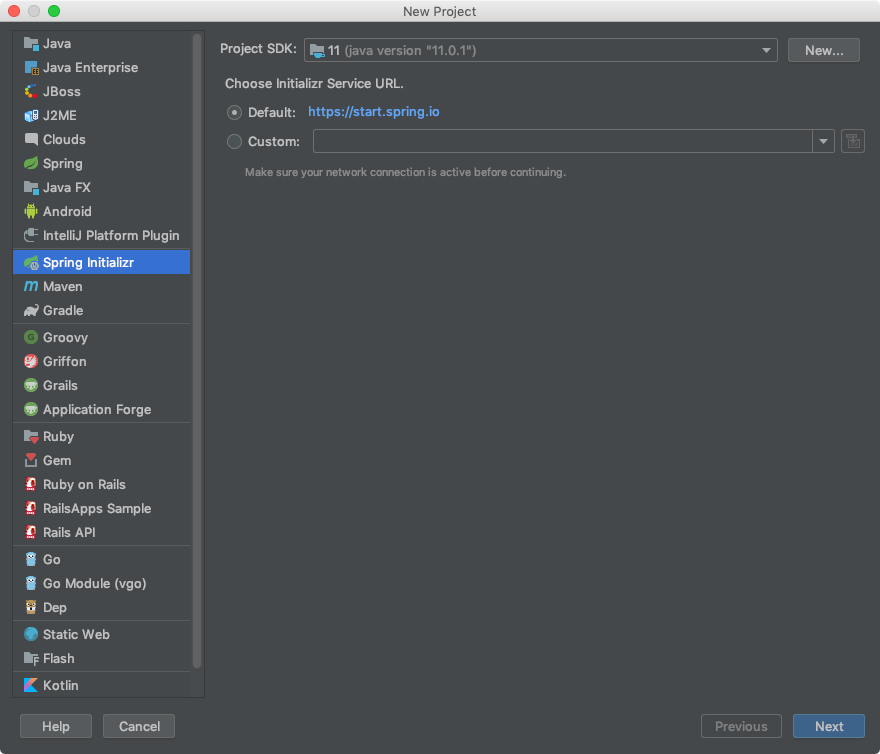 New Project
Java
Java Enterprise
JBoss
J2ME
Clouds
Spring
Java FX
Android
IntelliJ Platform Plugin
Spring Initializr
Maven
Gradle
Groovy
Griffon
Grails
Application Forge
Ruby
Gem
Ruby on Rails
RailsApps Sample
Rails API
Go
Go Module (vgo)
Dep
Static Web
Flash
Kotlin
Project SDK: 11 (java version "11.0.1") New...
Choose Initializr Service URL.
Default: https://start.spring.io
Custom:
Make sure your network connection is active before continuing.
Help Cancel Previous Next